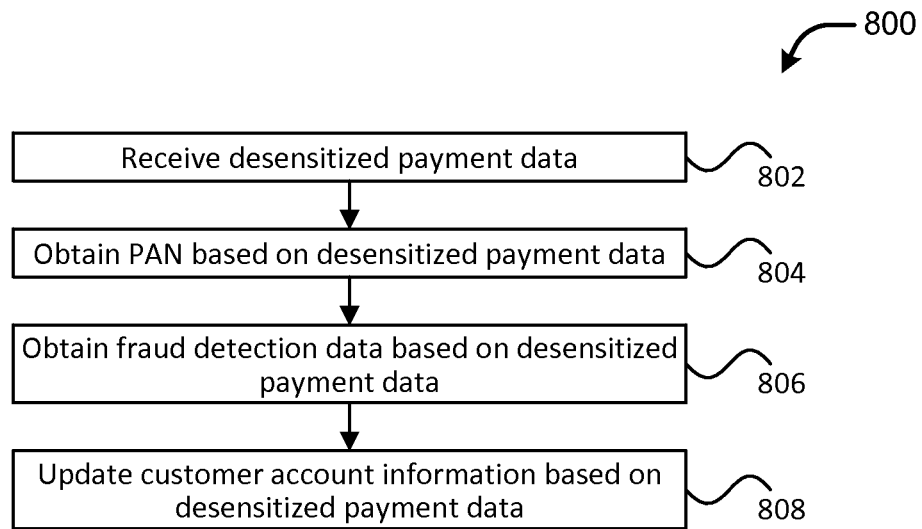 800
Receive desensitized payment data
802
Obtain PAN based on desensitized payment data
804
Obtain fraud detection data based on desensitized
payment data
806
Update customer account information based on
desensitized payment data
808